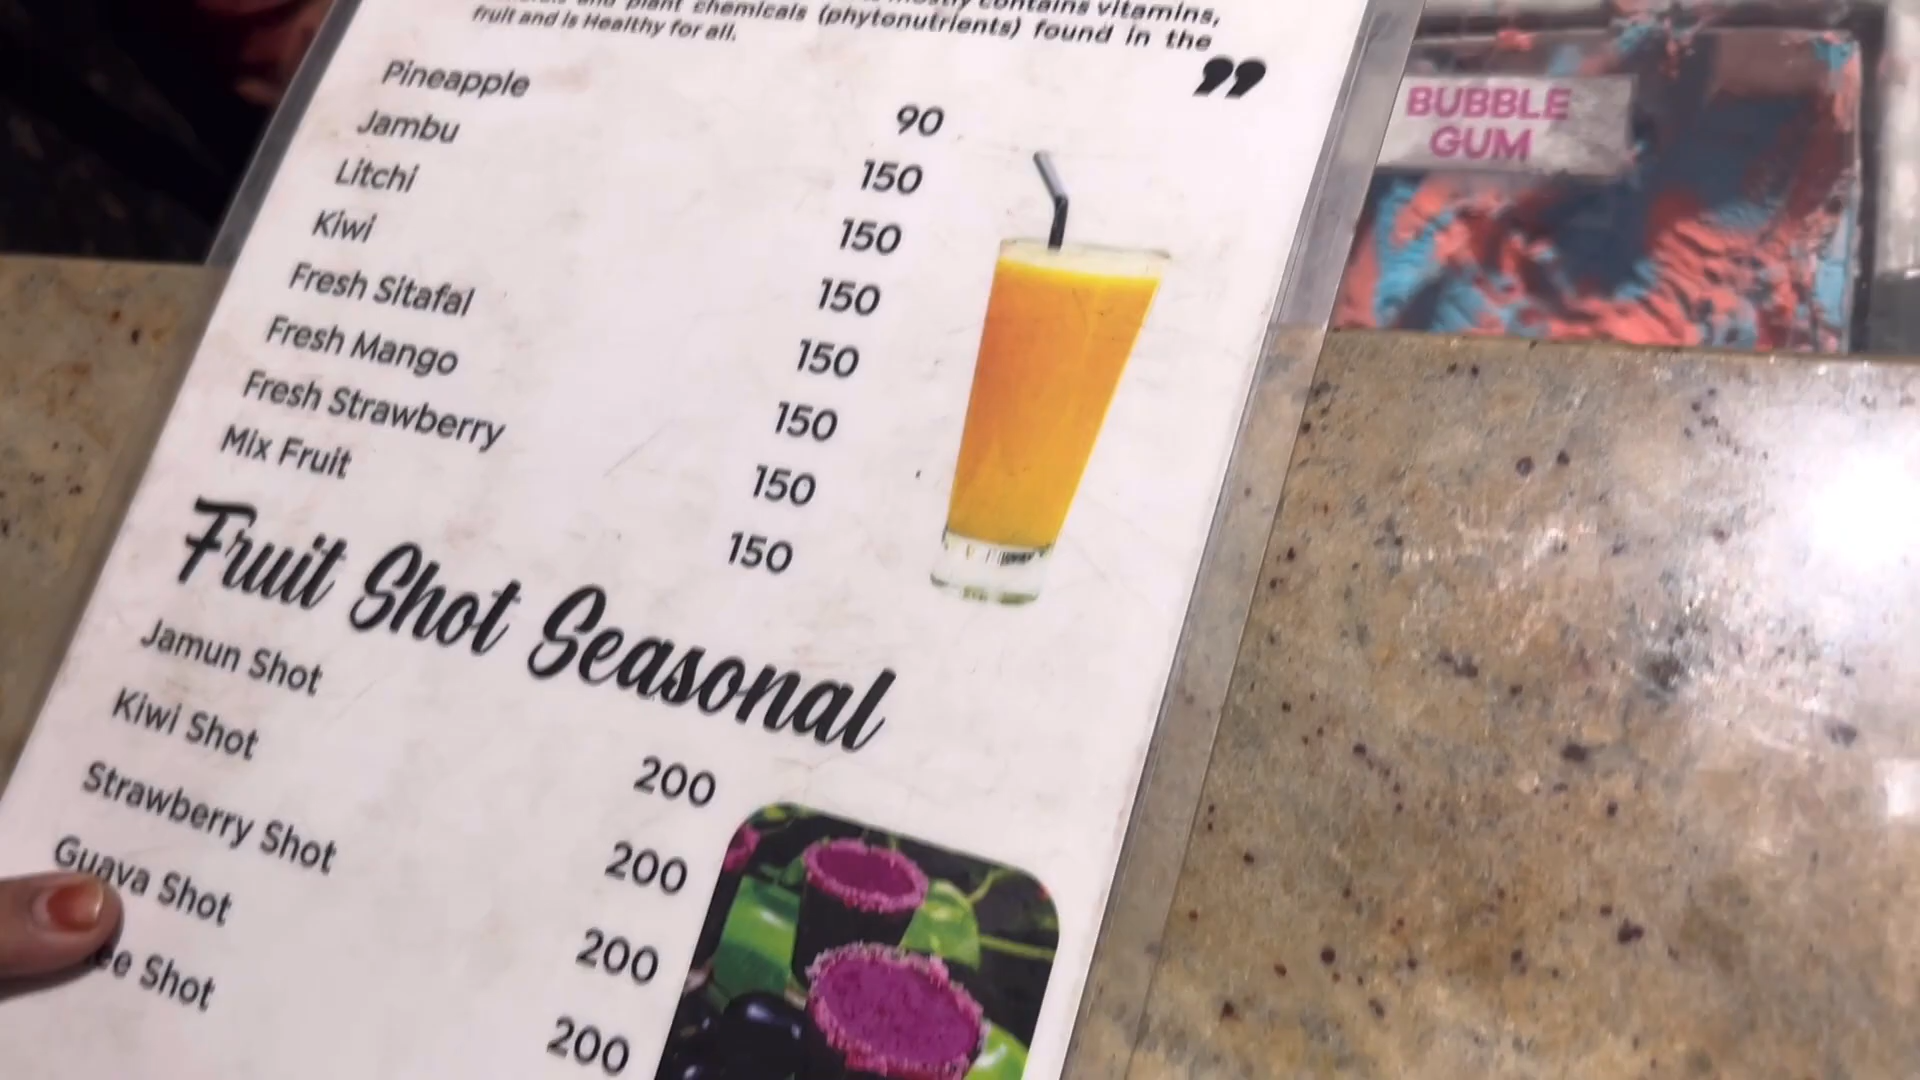 plant chemicals (phytonutrients) found in the
fruit and is Healthy for all.
”
Pineapple 90
Jambu 150
Litchi 150
Kiwi 150
Fresh Sitafal 150
Fresh Mango 150
Fresh Strawberry 150
Mix Fruit 150
Fruit Shot Seasonal
Jamun Shot 200
Kiwi Shot 200
Strawberry Shot 200
Guava Shot 200
Shot
BUBBLE
GUM